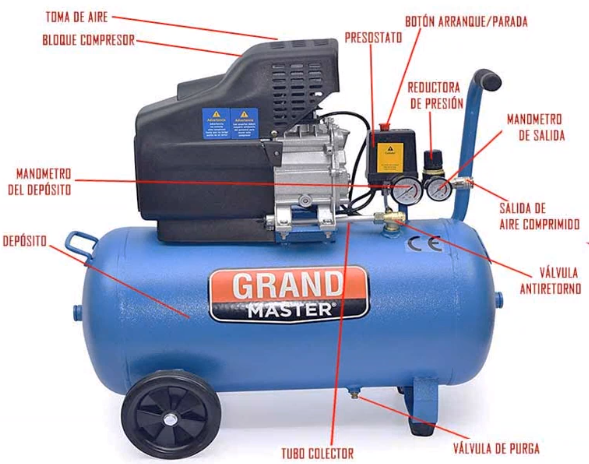 TOMA DE AIRE
BLOQUE COMPRESOR
PRESOSTATO
BOTÓN ARRANQUE/PARADA
REDUCTORA
DE PRESIÓN
MANOMETRO
DE SALIDA
MANOMETRO
DEL DEPÓSITO
SALIDA DE
AIRE COMPRIMIDO
DEPÓSITO
CE
VÁLVULA
ANTIRETORNO
GRAND
MASTER
TUBO COLECTOR
VÁLVULA DE PURGA